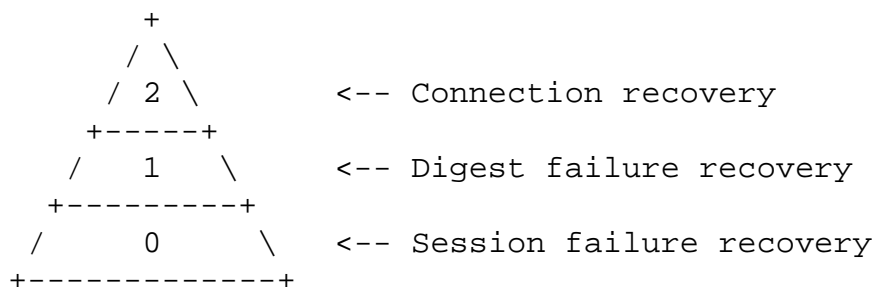 +
/ \
/ 2 \ <-- Connection recovery
+-----+
/ 1 \ <-- Digest failure recovery
+---------+
/ 0 \ <-- Session failure recovery
+-------------+